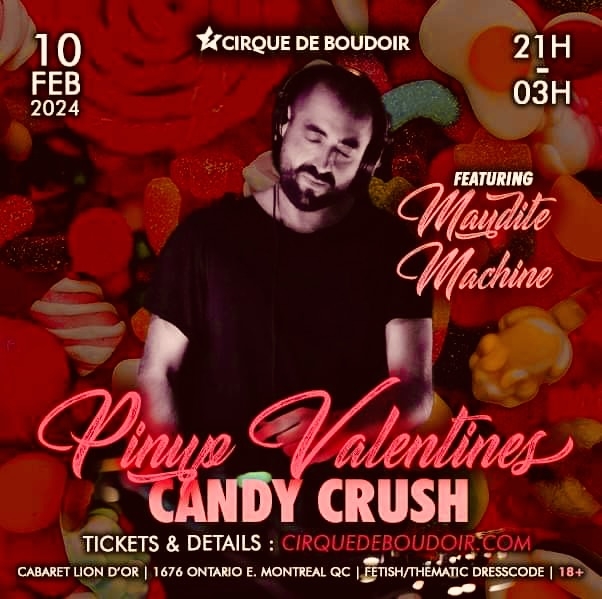 10
FEB
2024
CIRQUE DE BOUDOIR
21H
-
03H
FEATURING
Maudite
Machine
Pinup Valentines
CANDY CRUSH
TICKETS & DETAILS : CIRQUEDEBOUDOIR.COM
CABARET LION D'OR | 1676 ONTARIO E. MONTREAL QC | FETISH/THEMATIC DRESSCODE | 18+